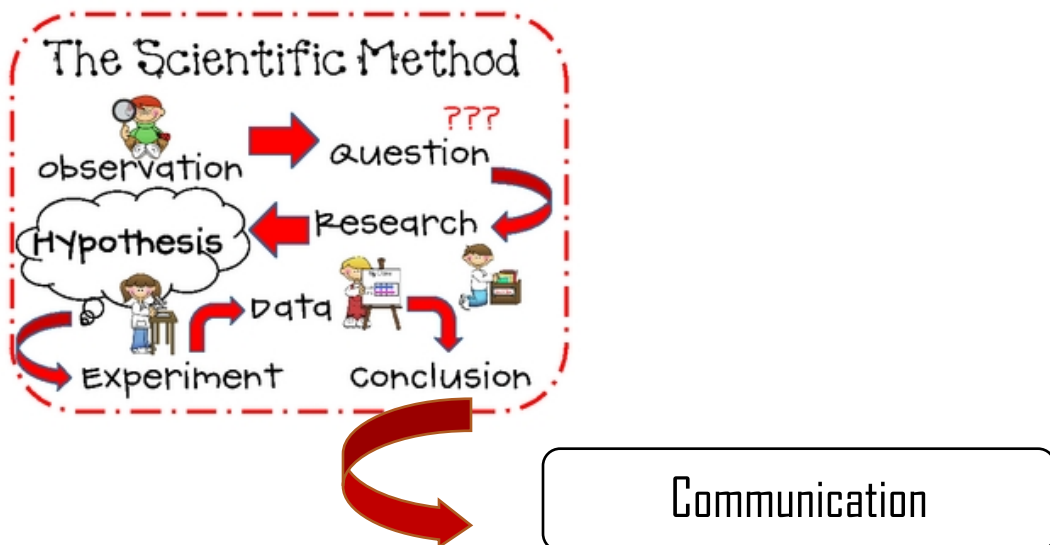 The Scientific Method
???
Observation
Question
Research
Hypothesis
Data
Experiment
Conclusion
Communication